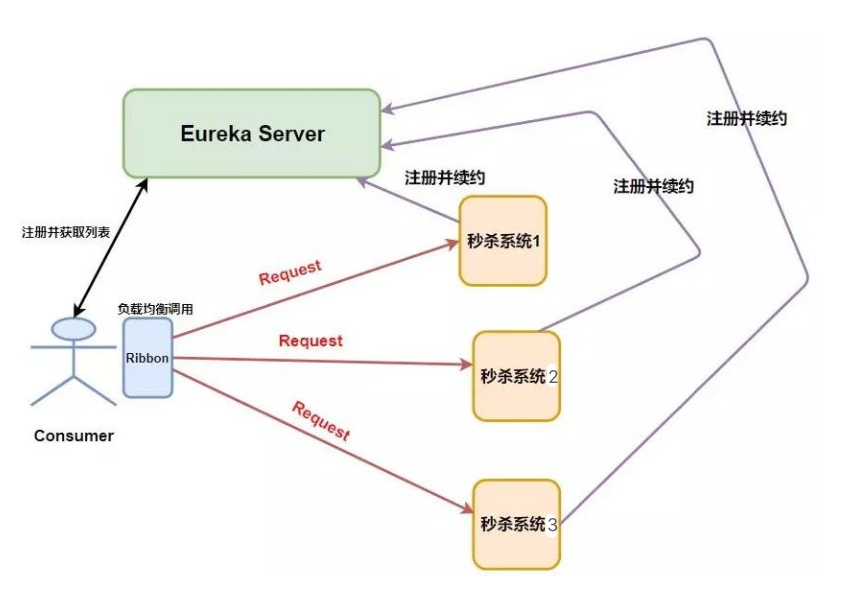 Eureka Server
注册并续约
注册并续约
注册并续约
注册并获取列表
秒杀系统1
Request
负载均衡调用
Ribbon
Request
秒杀系统2
Request
Consumer
秒杀系统3